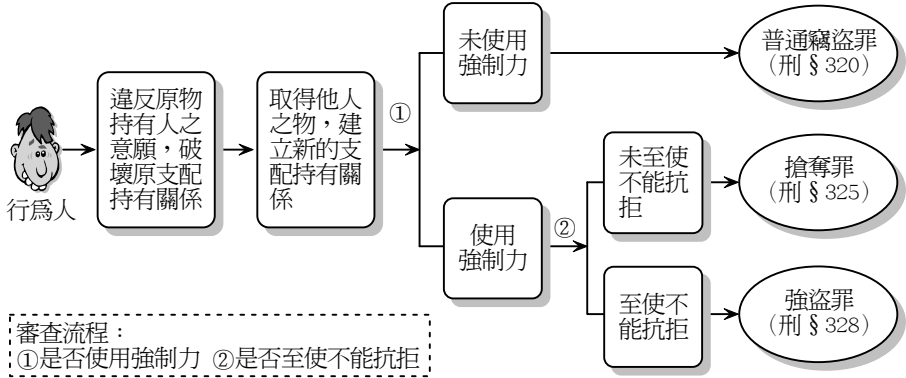 行為人
違反原物
持有人之
意願，破
壞原支配
持有關係
取得他人
之物，建
立新的支
配持有關
係
①
未使用
強制力
普通竊盜罪
（刑§320）
使用
強制力
②
未至使
不能抗
拒
搶奪罪
（刑§325）
至使不
能抗拒
強盜罪
（刑§328）
審查流程：
①是否使用強制力 ②是否至使不能抗拒